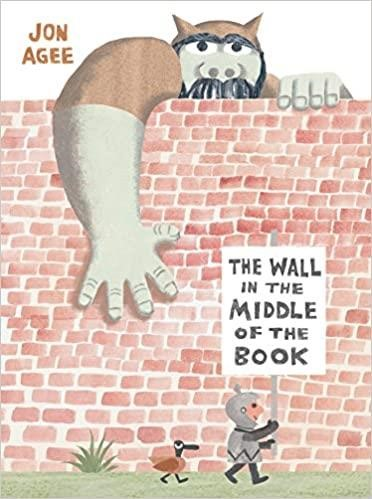 JON
AGEE
THE WALL
IN THE
MIDDLE
OF THE
BOOK